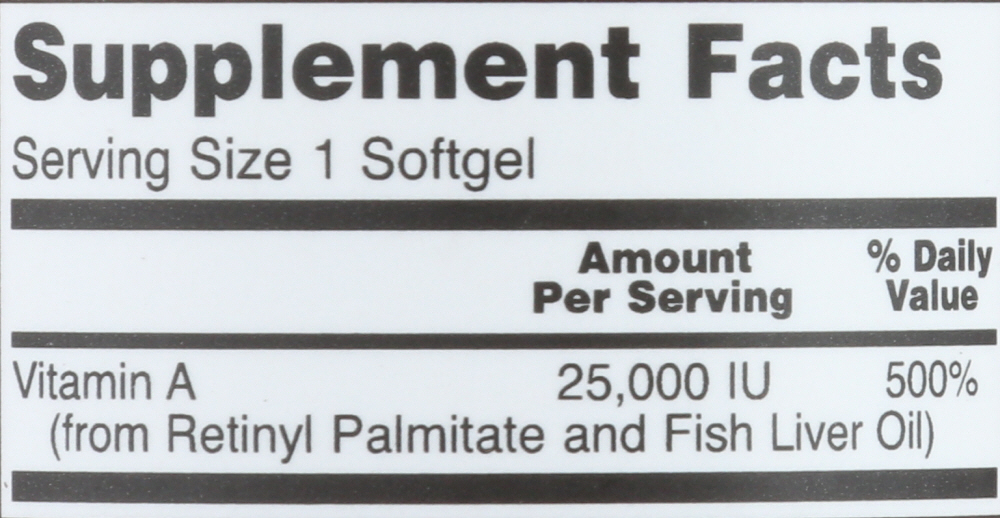 Supplement Facts
Serving Size 1 Softgel
Amount Per Serving
% Daily Value
Vitamin A 25,000 IU 500%
(from Retinyl Palmitate and Fish Liver Oil)